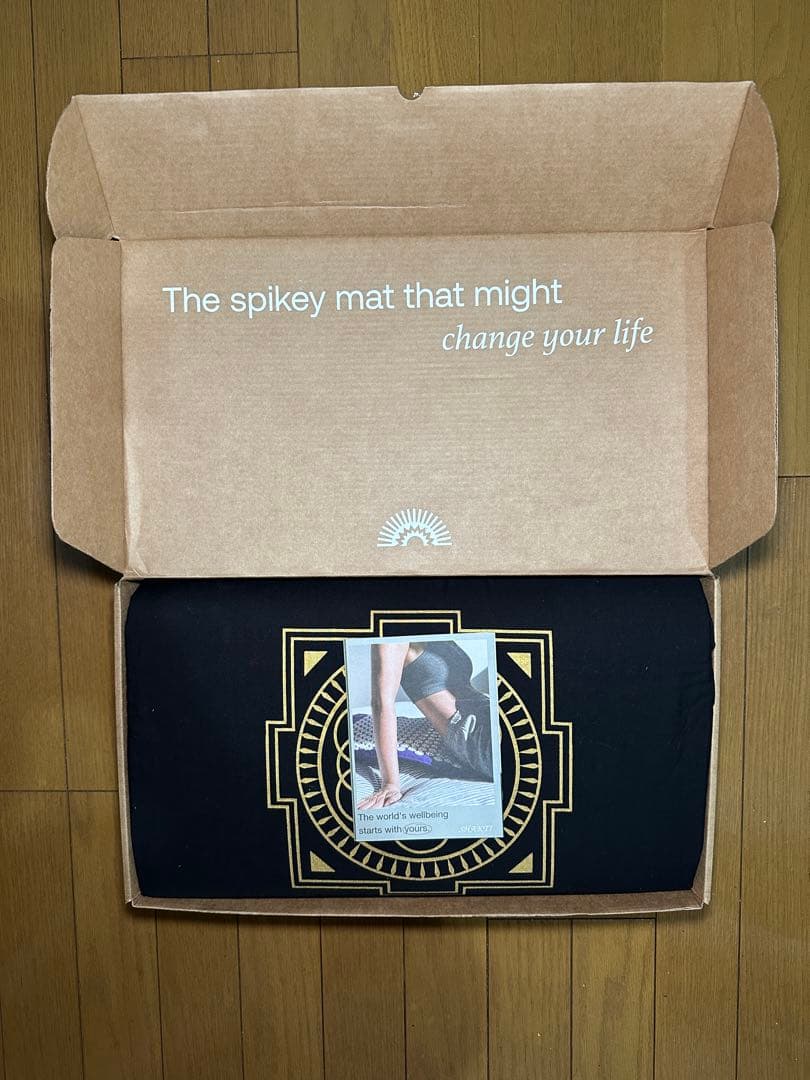 The spikey mat that might
change your life
The world's wellbeing
starts with yours.